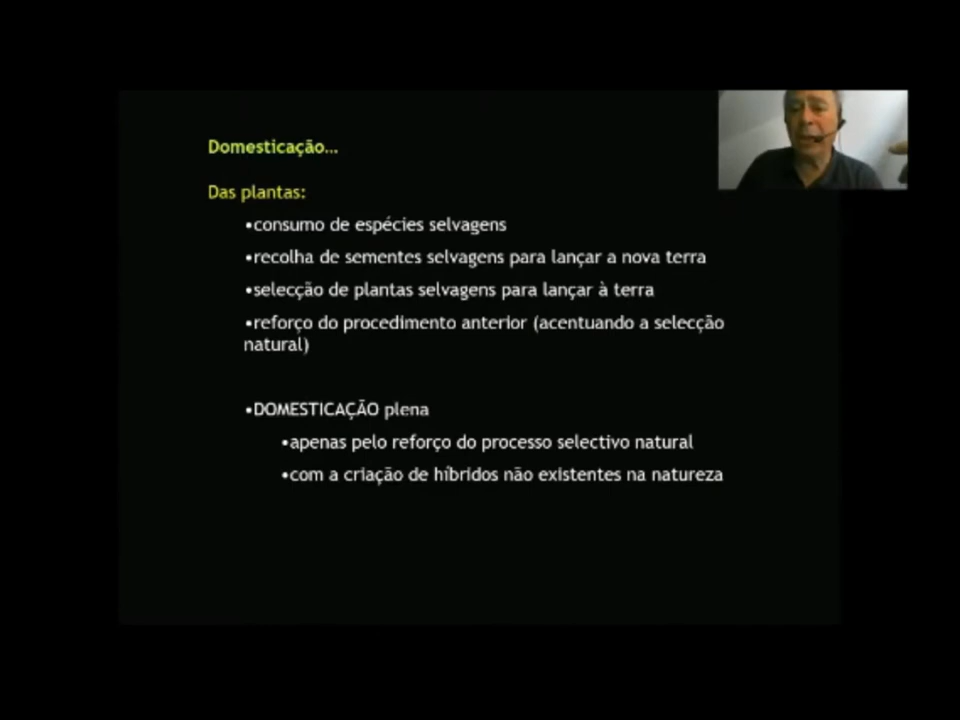 Domesticação...
Das plantas:
•consumo de espécies selvagens
•recolha de sementes selvagens para lançar a nova terra
•selecção de plantas selvagens para lançar à terra
•reforço do procedimento anterior (acentuando a selecção
natural)
•DOMESTICAÇÃO plena
•apenas pelo reforço do processo selectivo natural
•com a criação de híbridos não existentes na natureza